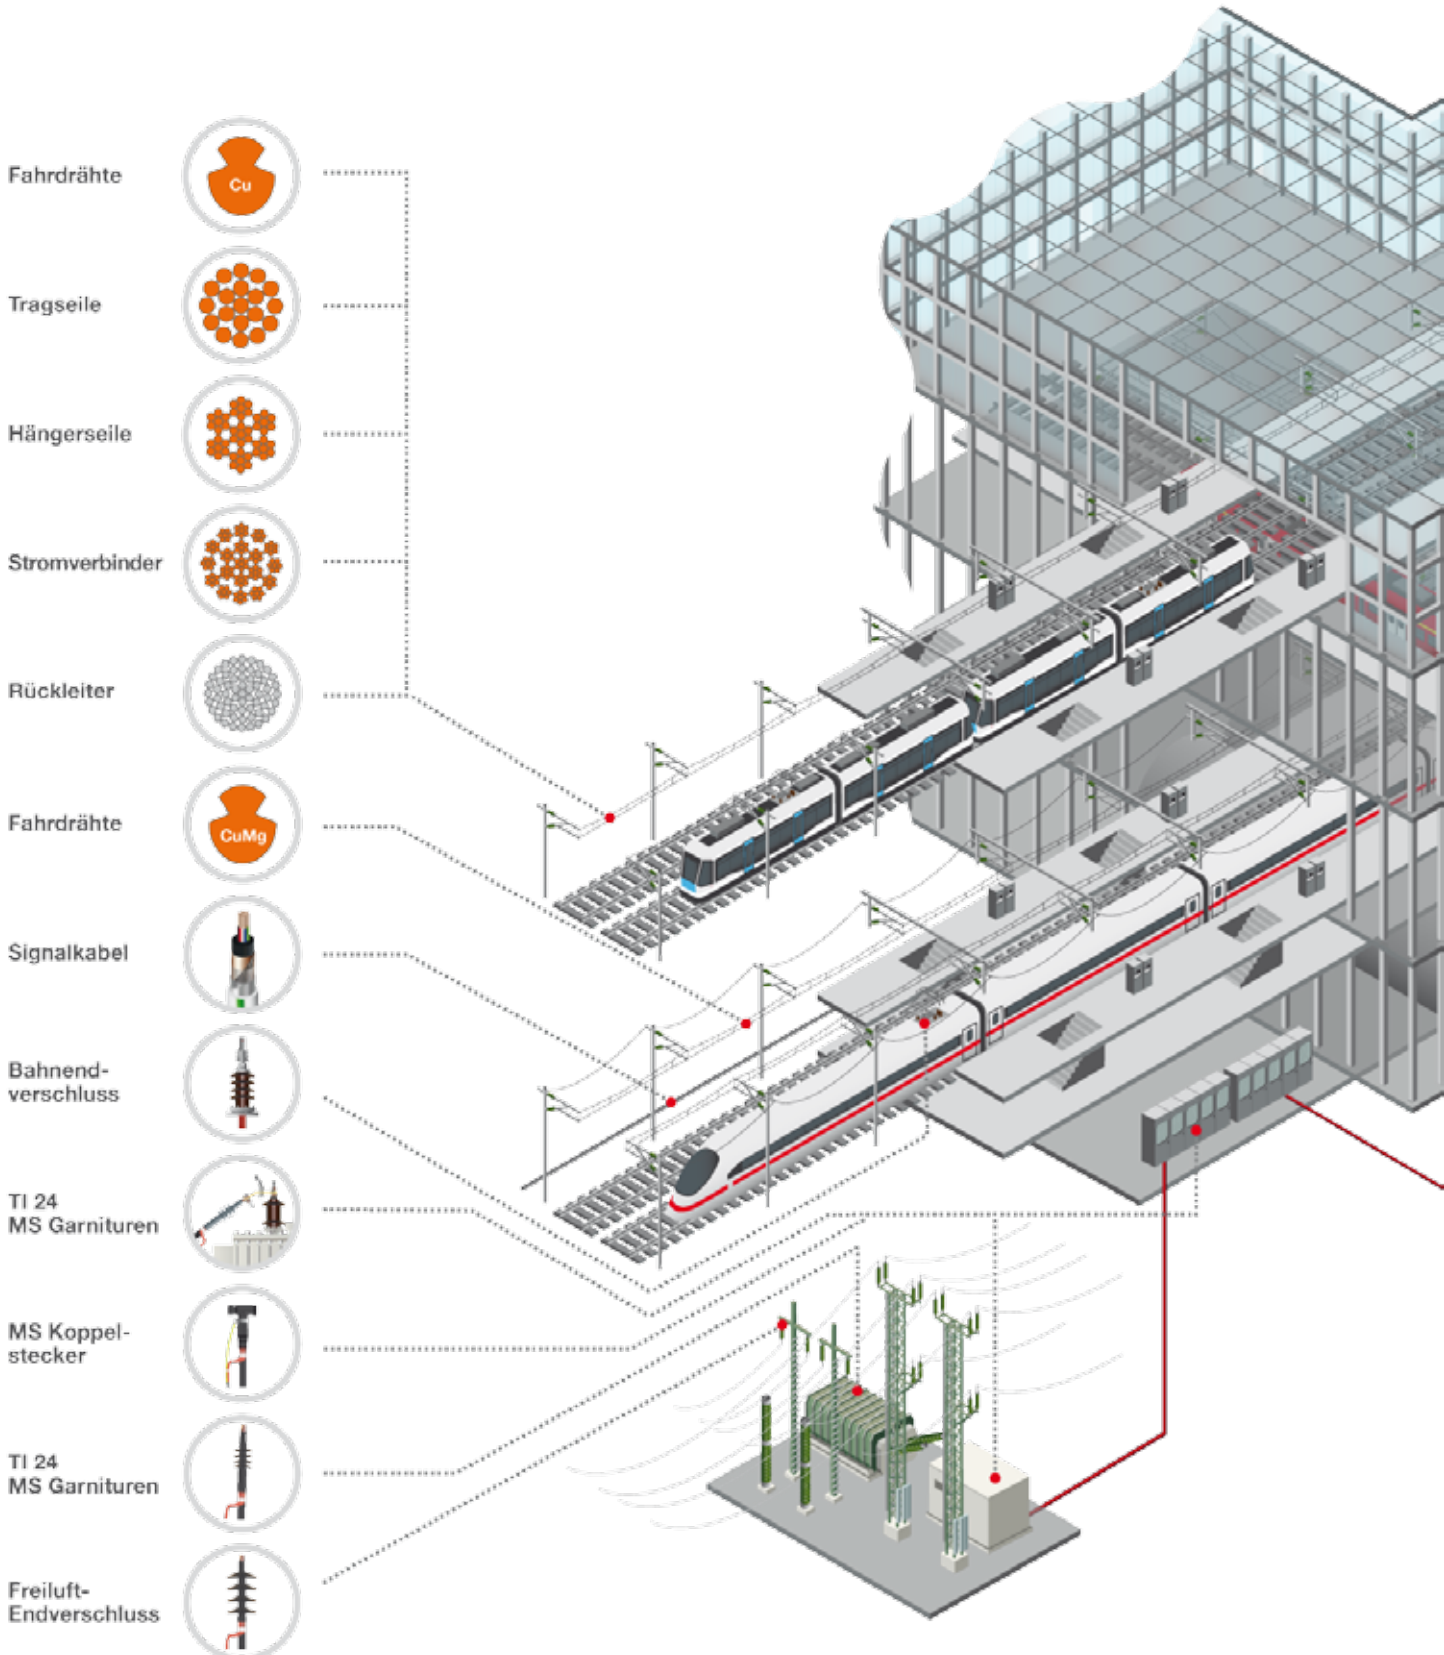 Fahrdrähte
Cu
Tragseile
Hängerseile
Stromverbinder
Rückleiter
Fahrdrähte
CuMg
Signalkabel
Bahnend-
verschluss
TI 24
MS Garnituren
MS Koppel-
stecker
TI 24
MS Garnituren
Freiluft-
Endverschluss